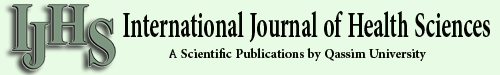 IJHS International Journal of Health Sciences
A Scientific Publications by Qassim University